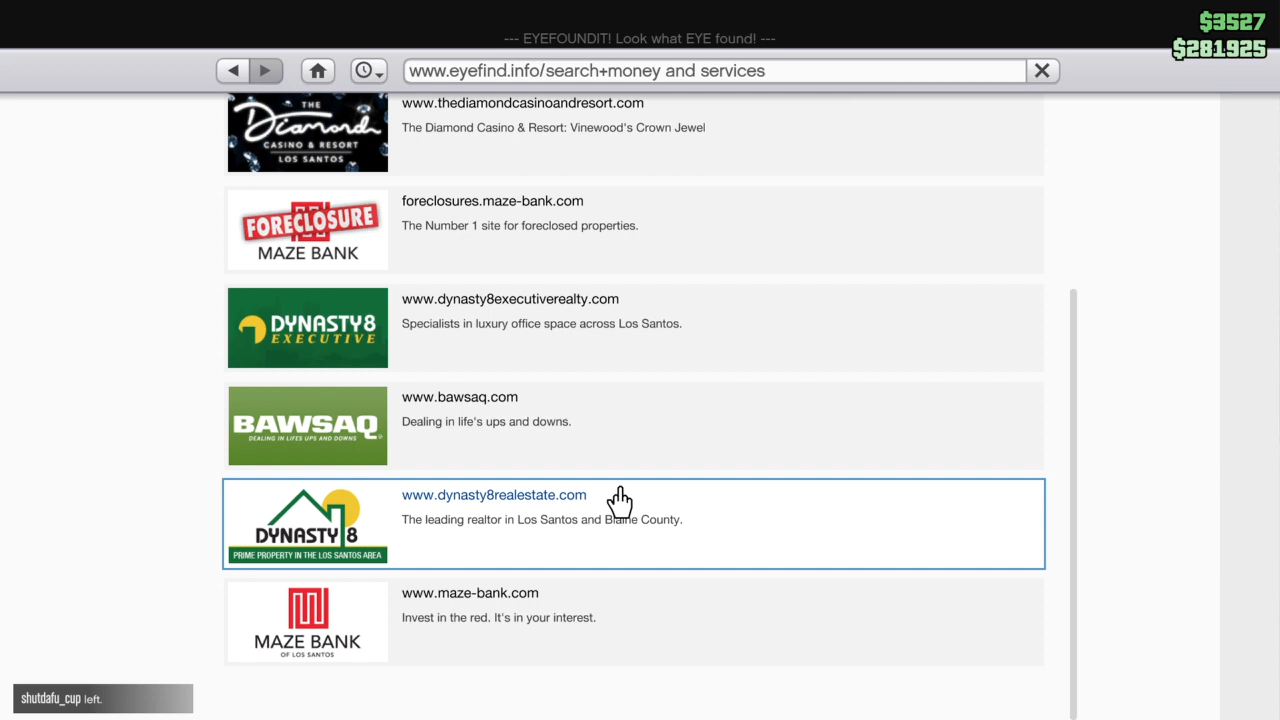 $3527
--- EYEFOUNDIT! Look what EYE found! ---
$281925
www.eyefind.info/search+money and services
THE
Diamond
CASINO & RESORT
LOS SANTOS
www.thediamondcasinoandresort.com
The Diamond Casino & Resort: Vinewood's Crown Jewel
FORECLOSURE
MAZE BANK
foreclosures.maze-bank.com
The Number 1 site for foreclosed properties.
DYNASTY8
EXECUTIVE
www.dynasty8executiverealty.com
Specialists in luxury office space across Los Santos.
BAWSAQ
DEALING IN LIFES UPS AND DOWNS
www.bawsaq.com
Dealing in life's ups and downs.
DYNASTY 8
PRIME PROPERTY IN THE LOS SANTOS AREA
www.dynasty8realestate.com
The leading realtor in Los Santos and Blaine County.
MAZE BANK
OF LOS SANTOS
www.maze-bank.com
Invest in the red. It's in your interest.
shutdafu_cup left.